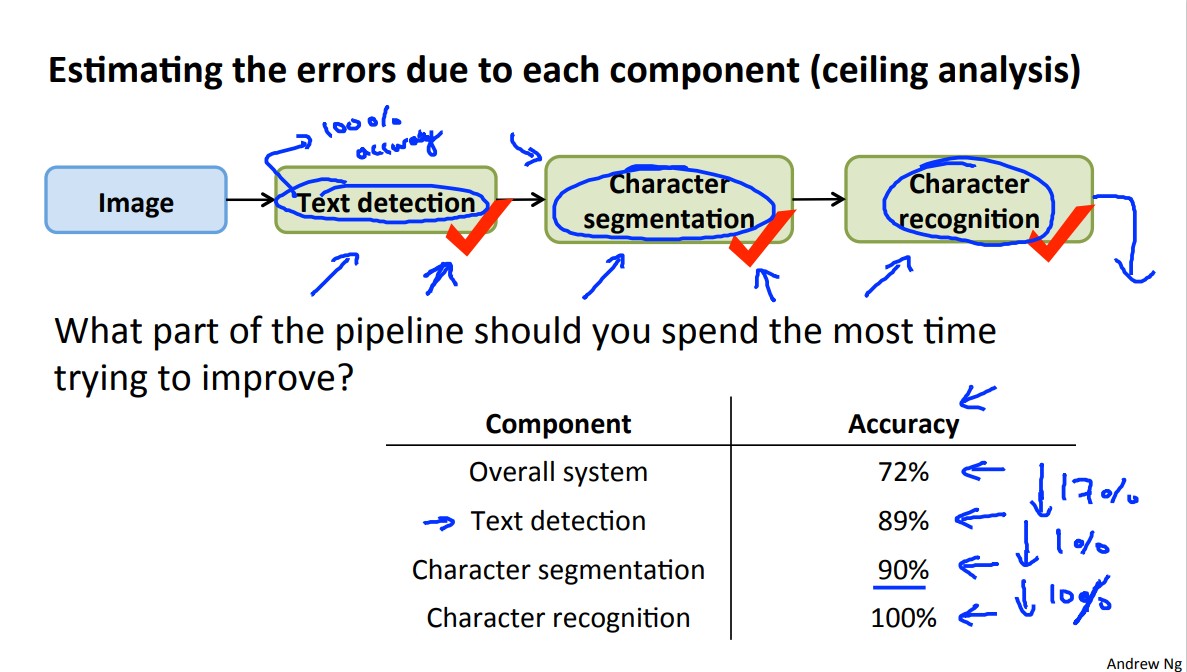 Estimating the errors due to each component (ceiling analysis)
100% accuracy
Image
Text detection
Character segmentation
Character recognition
What part of the pipeline should you spend the most time
trying to improve?
Component Accuracy
Overall system 72%
17%
Text detection 89%
1%
Character segmentation 90%
10%
Character recognition 100%
Andrew Ng